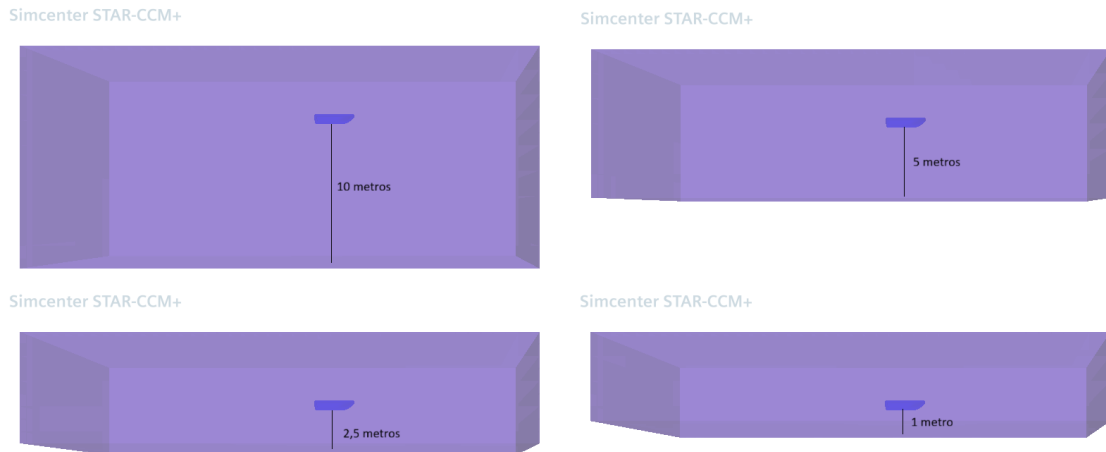 Simcenter STAR-CCM+
10 metros
Simcenter STAR-CCM+
5 metros
Simcenter STAR-CCM+
2,5 metros
Simcenter STAR-CCM+
1 metro